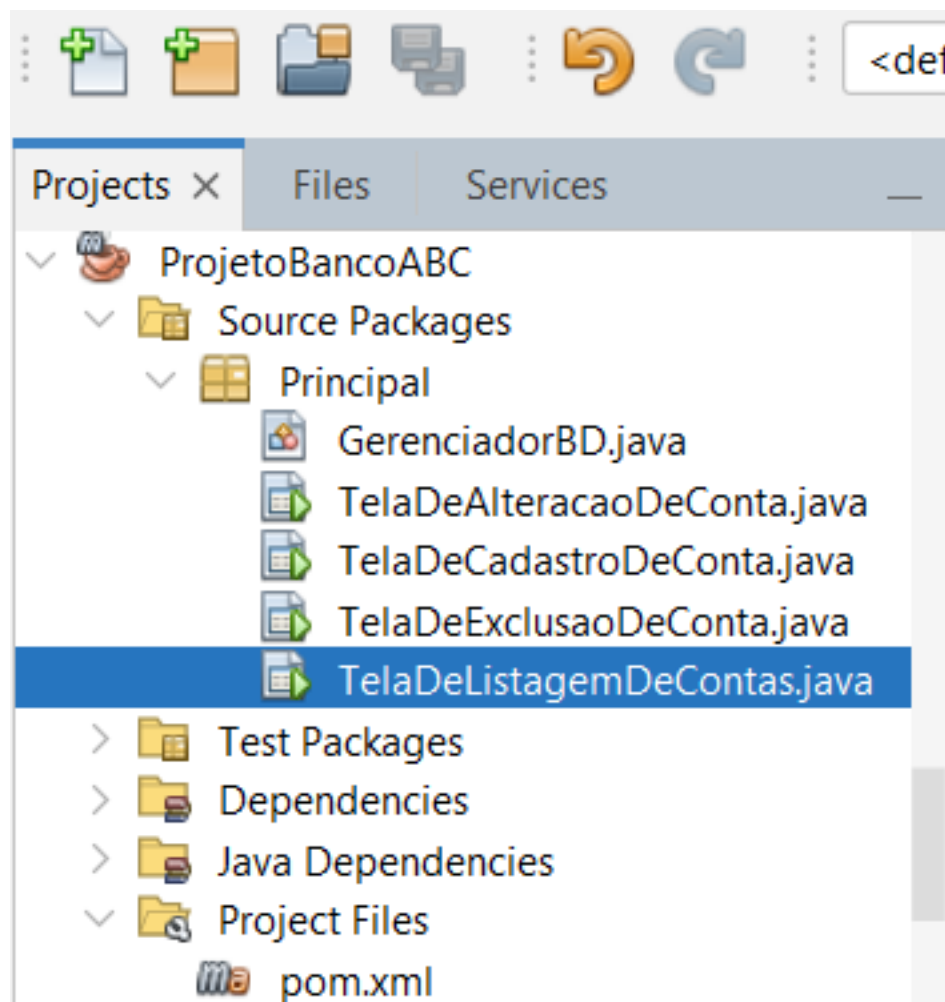 <def
Projects Files Services
ProjetoBancoABC
Source Packages
Principal
GerenciadorBD.java
TelaDeAlteracaoDeConta.java
TelaDeCadastroDeConta.java
TelaDeExclusaoDeConta.java
TelaDeListagemDeContas.java
Test Packages
Dependencies
Java Dependencies
Project Files
pom.xml